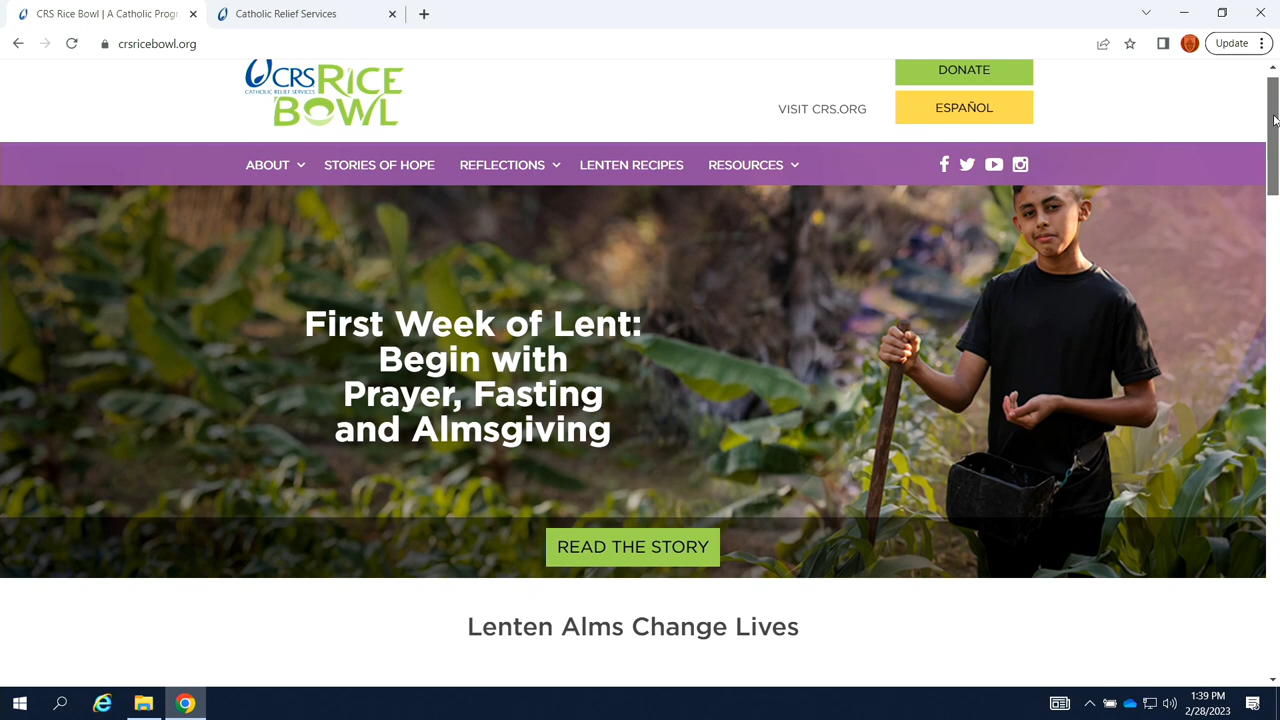 CRS Rice Bowl | A Catholic Prog
Catholic Relief Services
crsricebowl.org
Update
CRS RICE
CATHOLIC RELIEF SERVICES
BOWL
DONATE
VISIT CRS.ORG
ESPAÑOL
ABOUT
STORIES OF HOPE
REFLECTIONS
LENTEN RECIPES
RESOURCES
First Week of Lent:
Begin with
Prayer, Fasting
and Almsgiving
READ THE STORY
Lenten Alms Change Lives
1:39 PM
2/28/2023